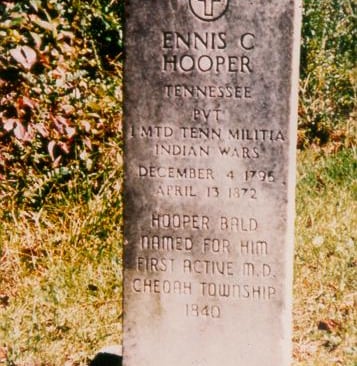 ENNIS C
HOOPER
TENNESSEE
PVT
1 MTD TENN MILITIA
INDIAN WARS
DECEMBER 4 1795
APRIL 13 1872
HOOPER BALD
NAMED FOR HIM
FIRST ACTIVE M.D.
CHEOAH TOWNSHIP
1840